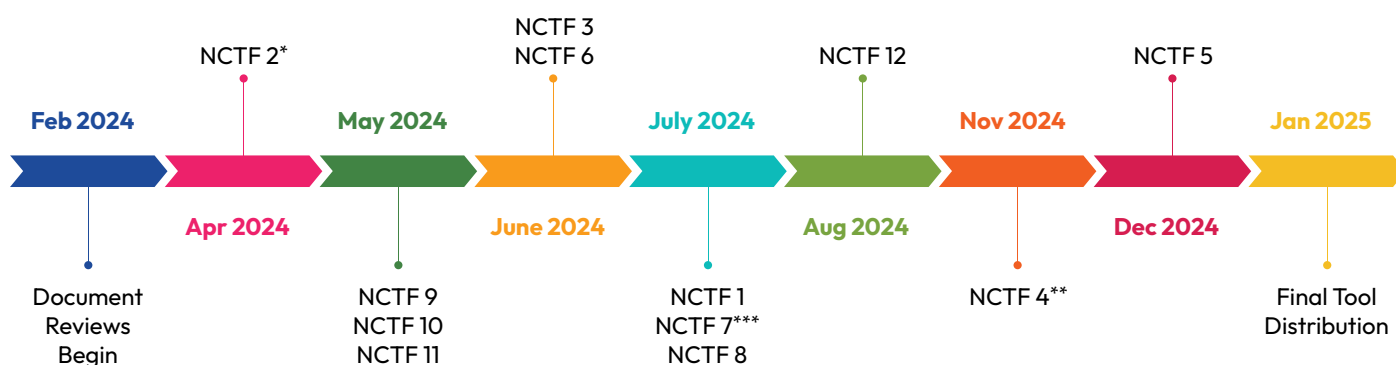 NCTF 3
NCTF 2*
NCTF 6
NCTF 12
NCTF 5
Feb 2024
May 2024
July 2024
Nov 2024
Jan 2025
Apr 2024
June 2024
Aug 2024
Dec 2024
Document
Reviews
Begin
NCTF 9
NCTF 10
NCTF 11
NCTF 1
NCTF 7***
NCTF 8
NCTF 4**
Final Tool
Distribution